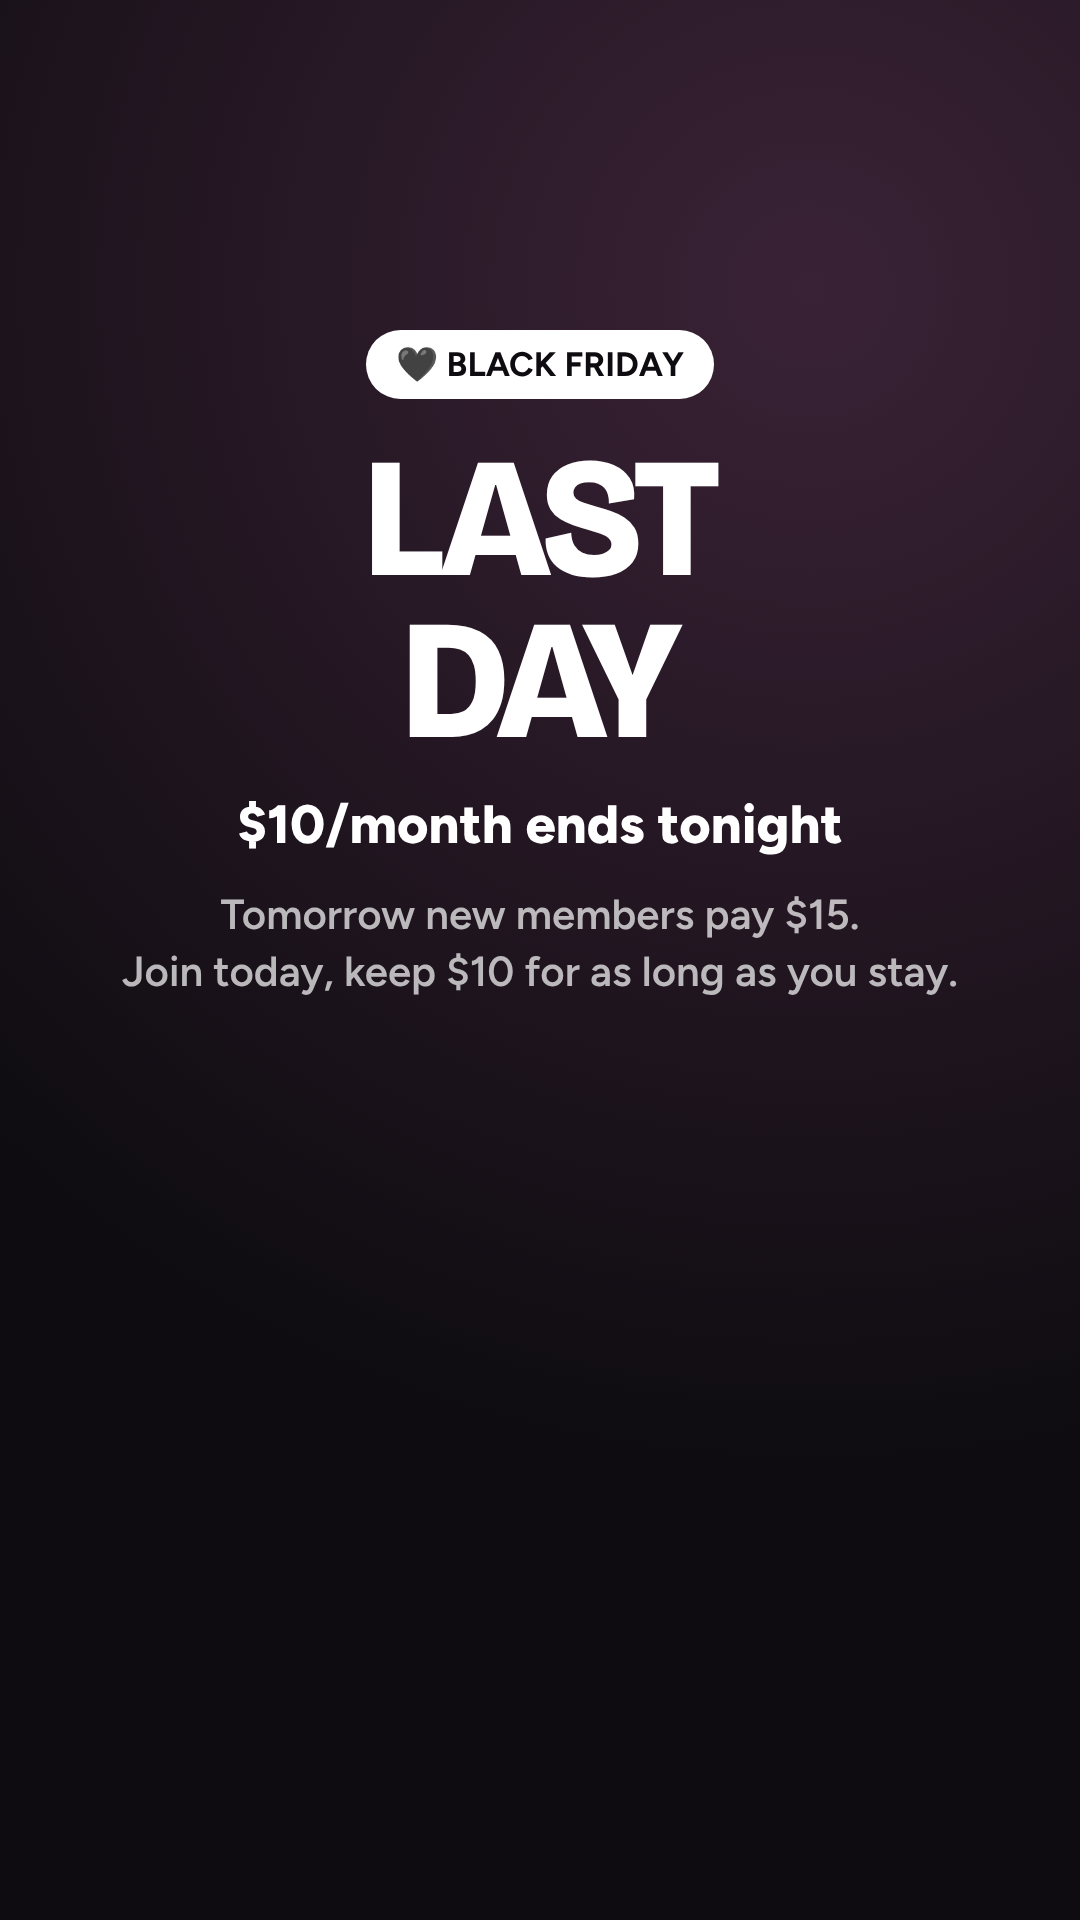 🖤 BLACK FRIDAY
LAST
DAY
$10/month ends tonight
Tomorrow new members pay $15.
Join today, keep $10 for as long as you stay.